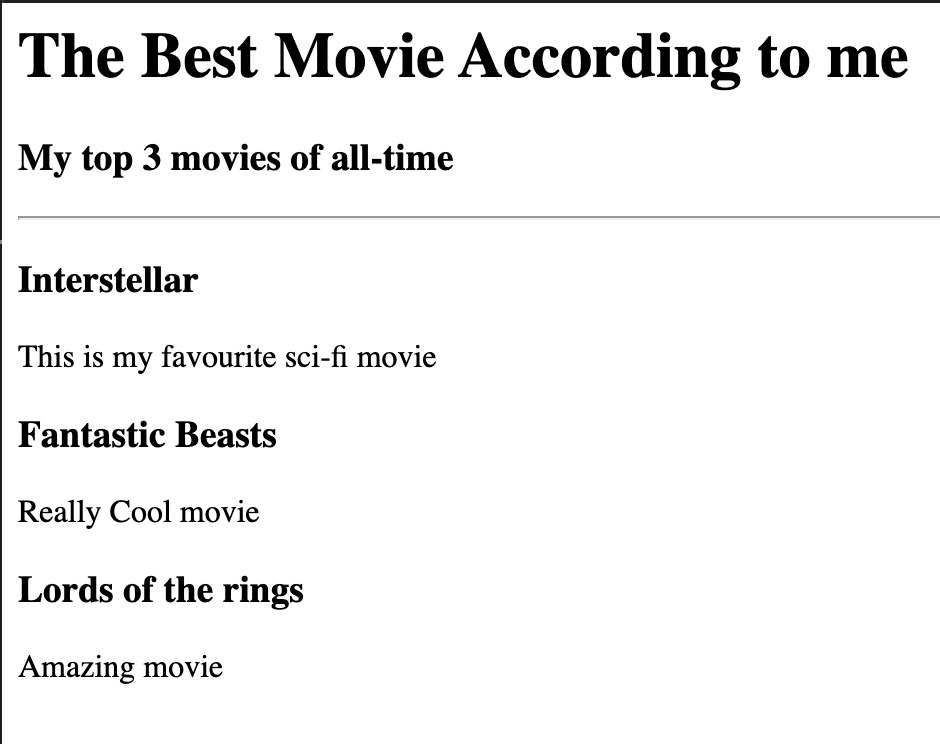 The Best Movie According to me
My top 3 movies of all-time
Interstellar
This is my favourite sci-fi movie
Fantastic Beasts
Really Cool movie
Lords of the rings
Amazing movie